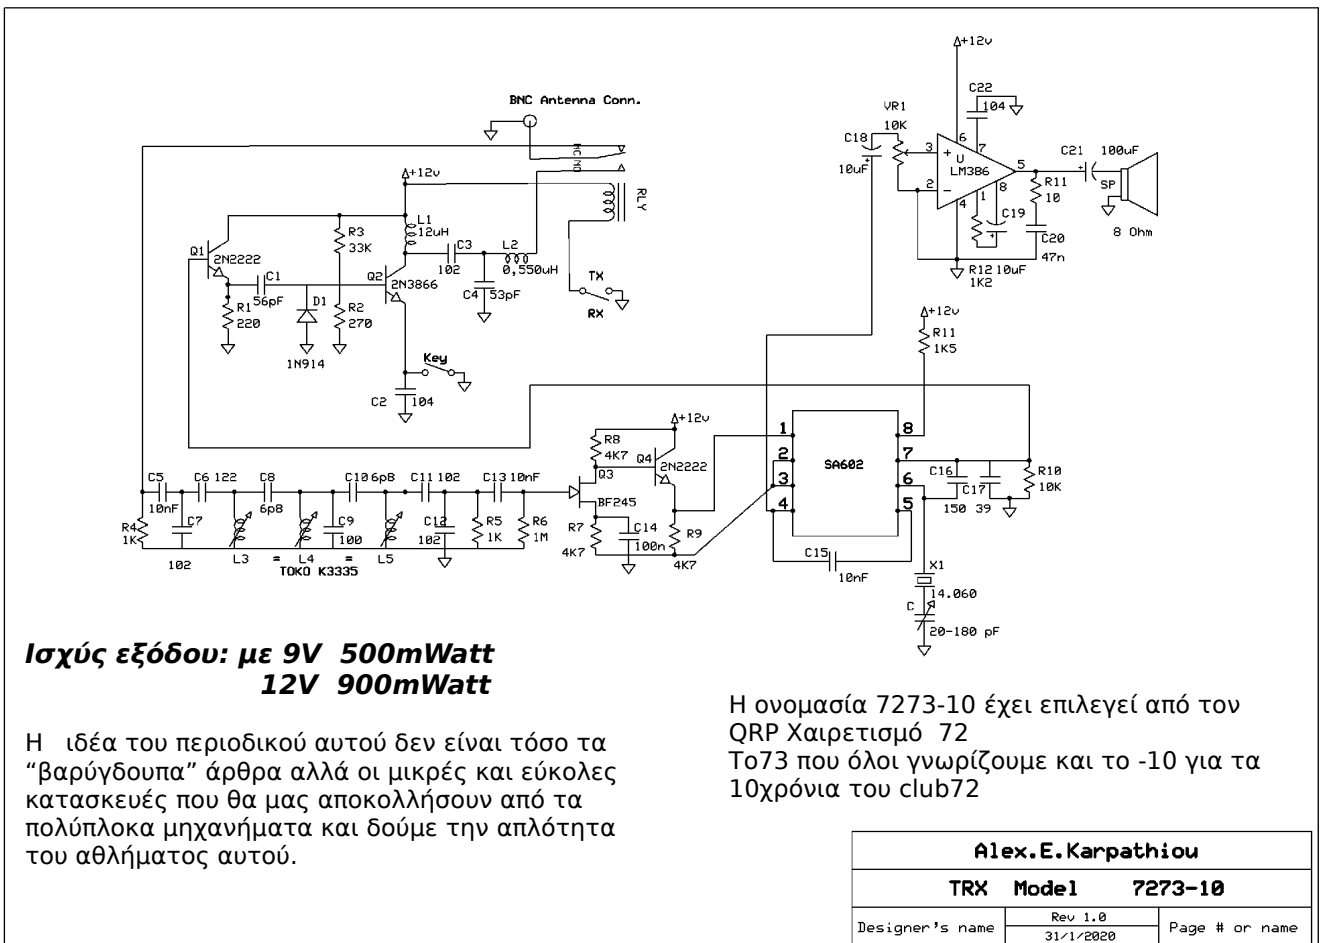 +12v
BNC Antenna Conn.
C22
104
VR1
10K
C18
10uF
6
7
3
+
U
LM386
5
2
−
8
1
4
C21 100uF
SP
8 Ohm
R11
10
C19
C20
47n
R12 10uF
1K2
NC NO
+12v
RLY
L1
12uH
R3
33K
C3
102
L2
0,550uH
Q1
2N2222
C1
56pF
Q2
2N3866
C4
53pF
TX
RX
R1
220
D1
R2
270
1N914
Key
C2
104
+12v
R11
1K5
+12v
R8
4K7
Q4
2N2222
Q3
BF245
1
2
3
4
SA602
8
7
6
5
C16
C17
150 39
R10
10K
C5
10nF
C6 122
C8
6p8
C10 6p8
C11 102
C13 10nF
R4
1K
C7
102
C9
100
C12
102
R5
1K
R6
1M
R7
4K7
C14
100n
R9
4K7
L3 = L4 = L5
TOKO K3335
C15
10nF
X1
14.060
C
20-180 pF
Ισχύς εξόδου: με 9V 500mWatt
12V 900mWatt
Η ιδέα του περιοδικού αυτού δεν είναι τόσο τα
“βαρύγδουπα” άρθρα αλλά οι μικρές και εύκολες
κατασκευές που θα μας αποκολλήσουν από τα
πολύπλοκα μηχανήματα και δούμε την απλότητα
του αθλήματος αυτού.
Η ονομασία 7273-10 έχει επιλεγεί από τον
QRP Χαιρετισμό 72
Το73 που όλοι γνωρίζουμε και το -10 για τα
10χρόνια του club72
Alex.E.Karpathiou
TRX Model 7273-10
Designer's name
Rev 1.0
31/1/2020
Page # or name